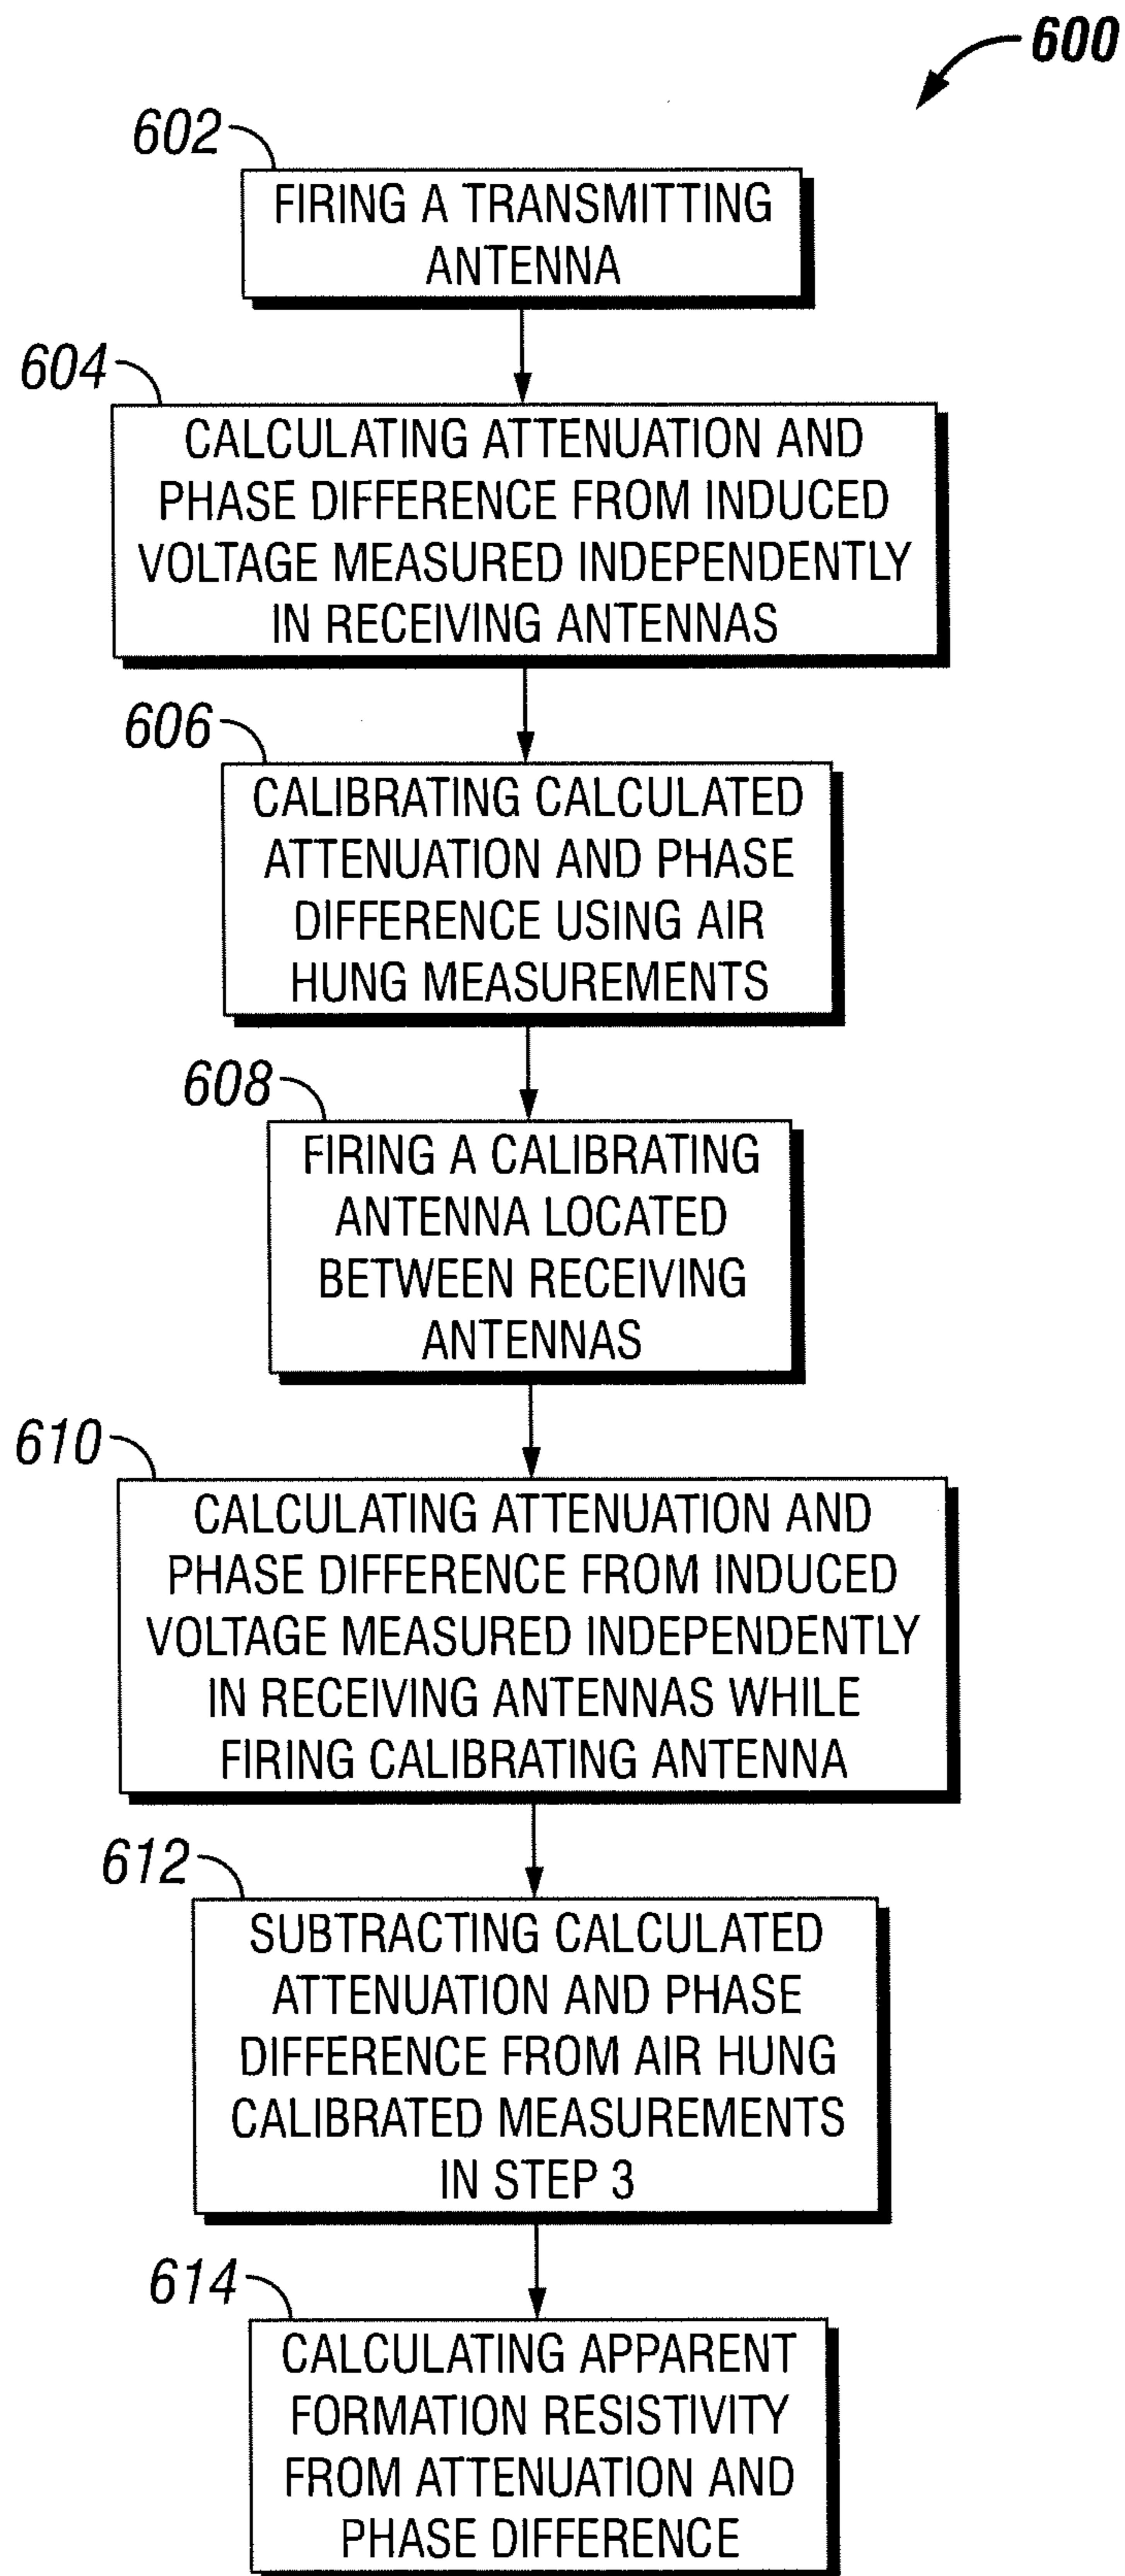 600
602
FIRING A TRANSMITTING
ANTENNA
604
CALCULATING ATTENUATION AND
PHASE DIFFERENCE FROM INDUCED
VOLTAGE MEASURED INDEPENDENTLY
IN RECEIVING ANTENNAS
606
CALIBRATING CALCULATED
ATTENUATION AND PHASE
DIFFERENCE USING AIR
HUNG MEASUREMENTS
608
FIRING A CALIBRATING
ANTENNA LOCATED
BETWEEN RECEIVING
ANTENNAS
610
CALCULATING ATTENUATION AND
PHASE DIFFERENCE FROM INDUCED
VOLTAGE MEASURED INDEPENDENTLY
IN RECEIVING ANTENNAS WHILE
FIRING CALIBRATING ANTENNA
612
SUBTRACTING CALCULATED
ATTENUATION AND PHASE
DIFFERENCE FROM AIR HUNG
CALIBRATED MEASUREMENTS
IN STEP 3
614
CALCULATING APPARENT
FORMATION RESISTIVITY
FROM ATTENUATION AND
PHASE DIFFERENCE